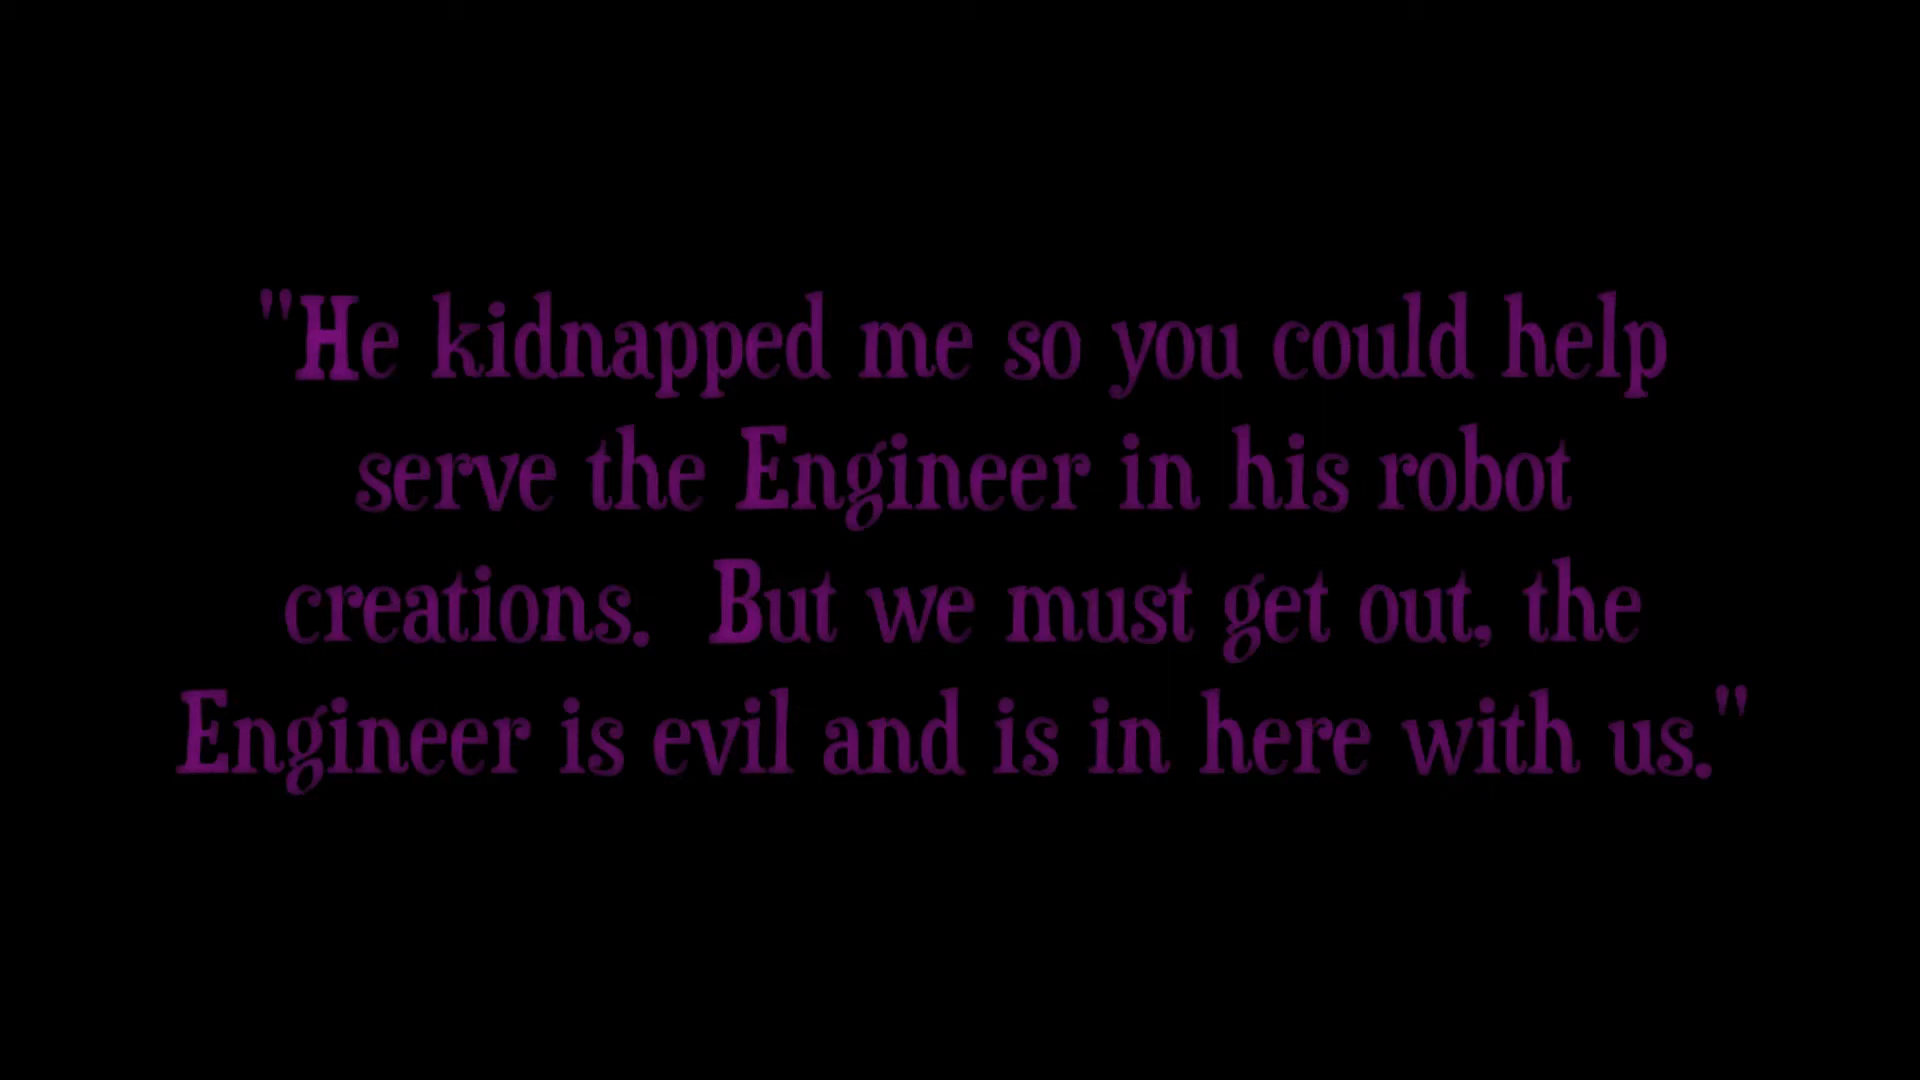 "He kidnapped me so you could help
serve the Engineer in his robot
creations.  But we must get out, the
Engineer is evil and is in here with us."